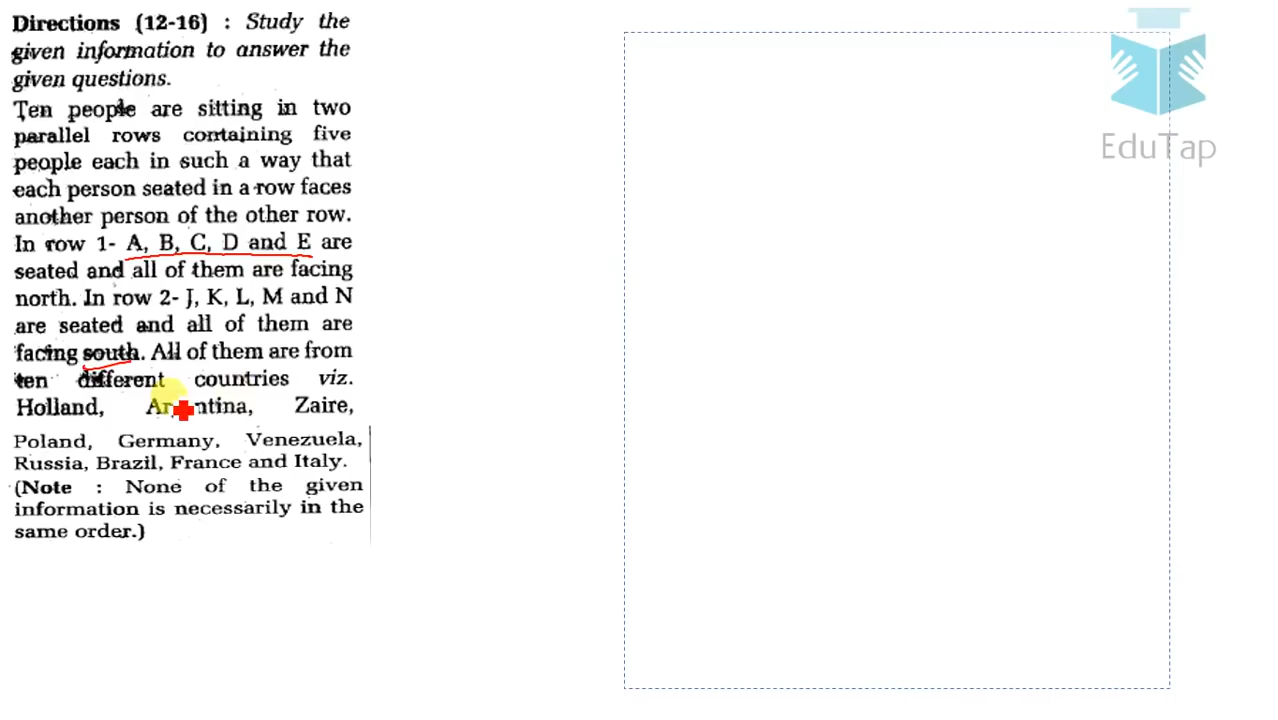 Directions (12-16) : Study the
given information to answer the
given questions.
Ten people are sitting in two
parallel rows containing five
people each in such a way that
each person seated in a row faces
another person of the other row.
In row 1- A, B, C, D and E are
seated and all of them are facing
north. In row 2- J, K, L, M and N
are seated and all of them are
facing south. All of them are from
ten different countries viz.
Holland, Argentina, Zaire,
Poland, Germany, Venezuela,
Russia, Brazil, France and Italy.
(Note : None of the given
information is necessarily in the
same order.)
EduTap